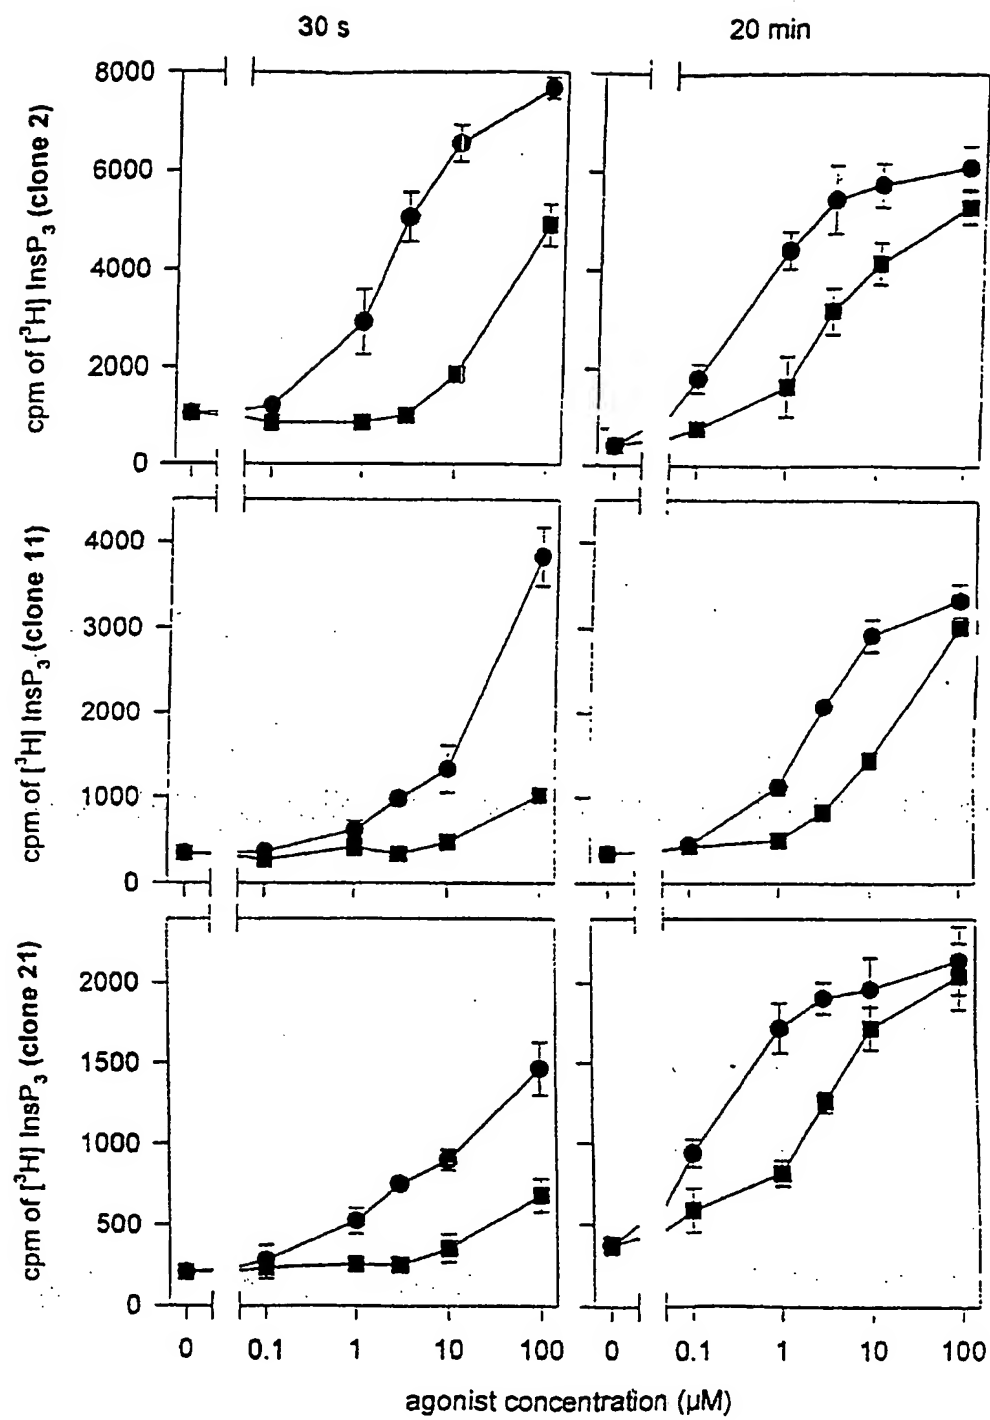 30 s
20 min
cpm of [³H] InsP₃ (clone 2)
8000
6000
4000
2000
0
cpm of [³H] InsP₃ (clone 11)
4000
3000
2000
1000
0
cpm of [³H] InsP₃ (clone 21)
2000
1500
1000
500
0
0 0.1 1 10 100
0 0.1 1 10 100
agonist concentration (µM)